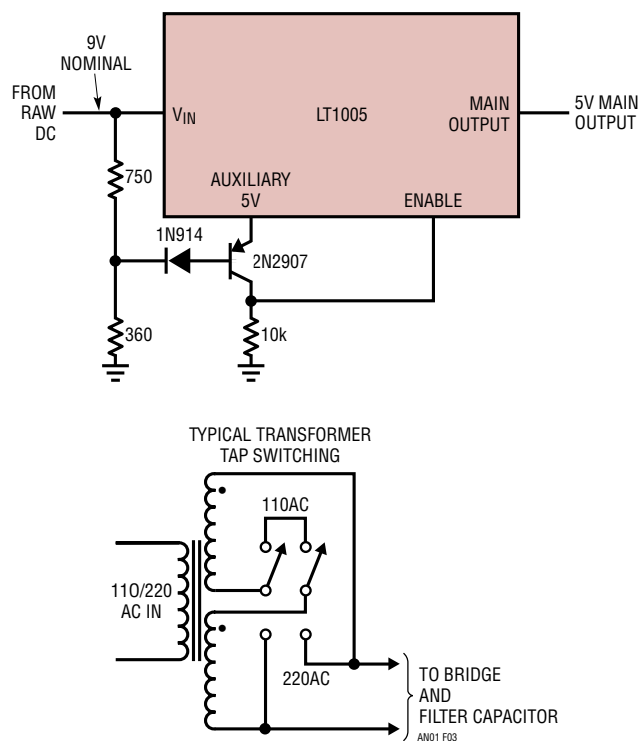 9V
NOMINAL
FROM
RAW
DC
VIN
LT1005
MAIN
OUTPUT
5V MAIN
OUTPUT
750
AUXILIARY
5V
ENABLE
1N914
2N2907
360
10k
TYPICAL TRANSFORMER
TAP SWITCHING
110AC
110/220
AC IN
220AC
TO BRIDGE
AND
FILTER CAPACITOR
AN01 F03